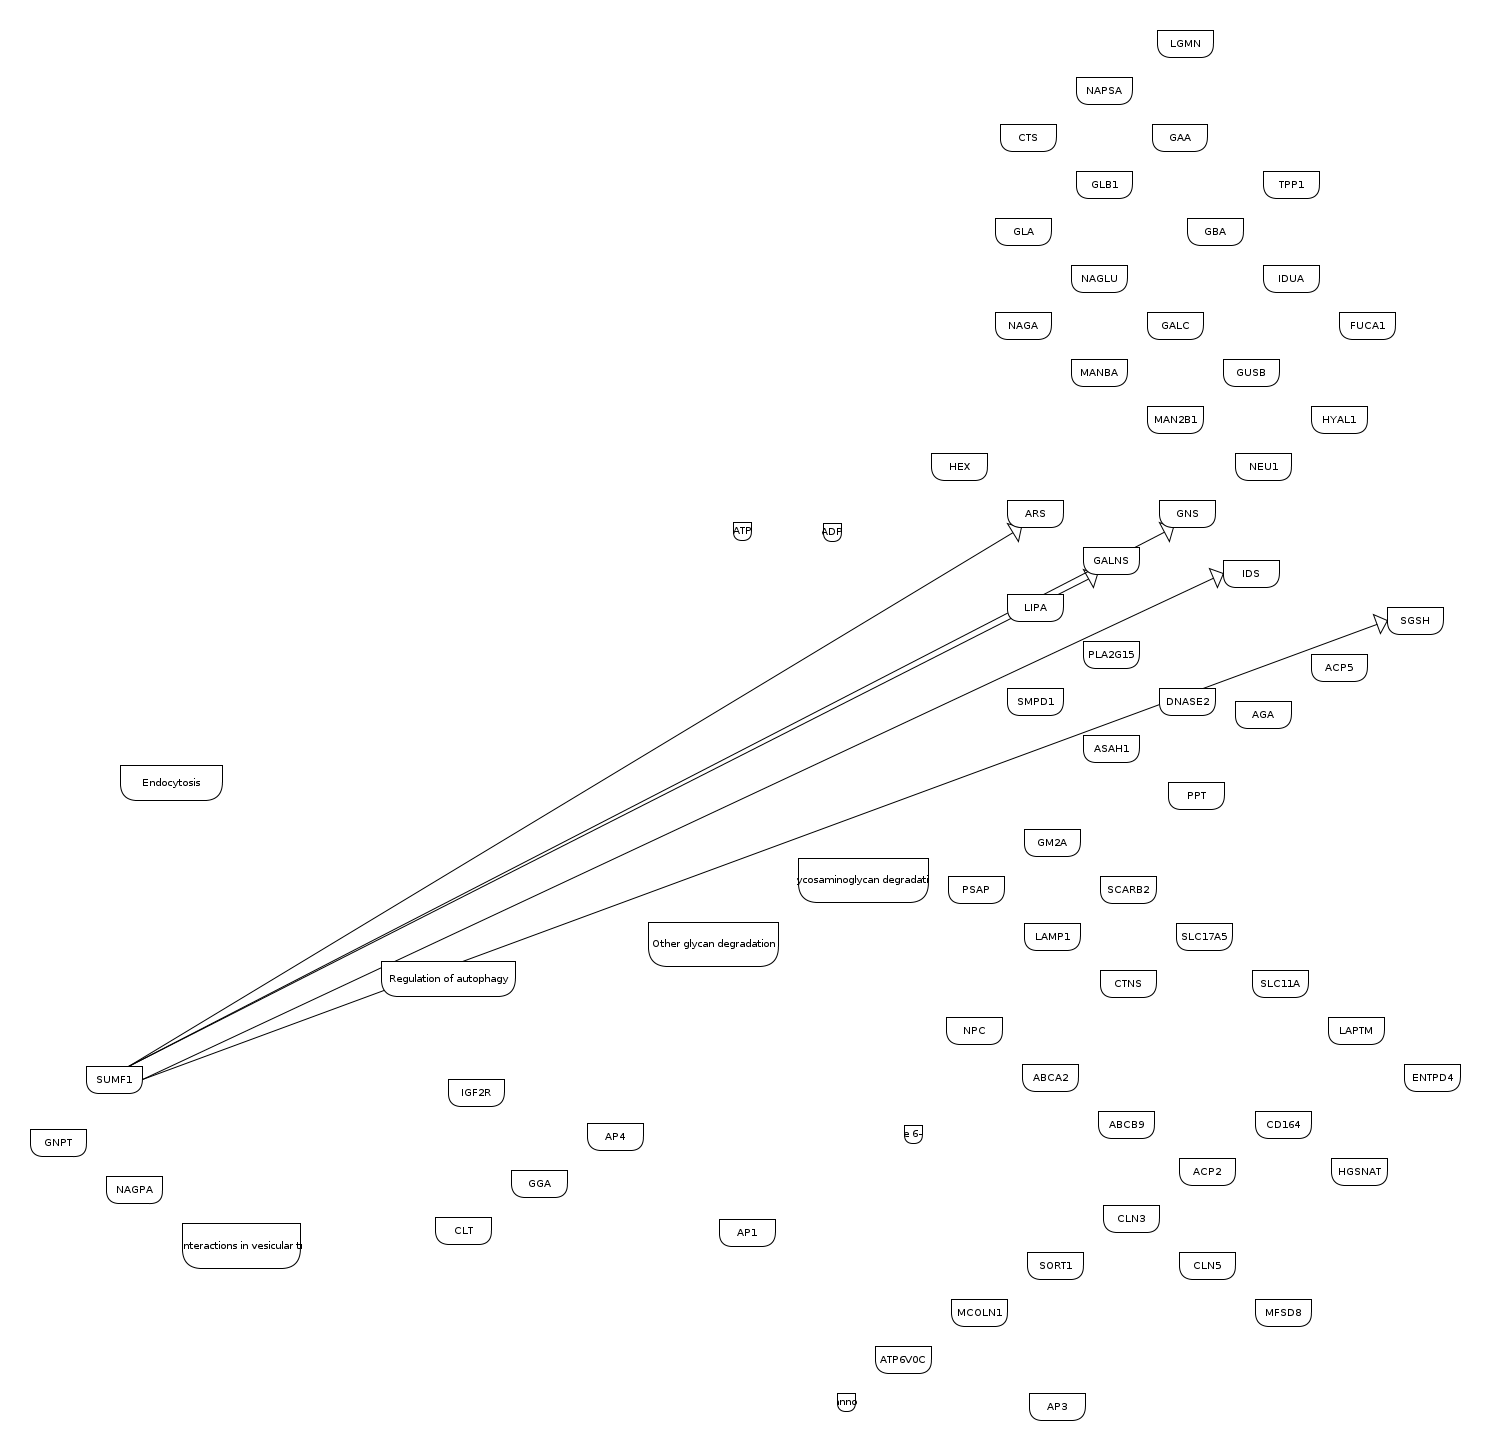 LGMN
NAPSA
CTS
GAA
GLB1
TPP1
GLA
GBA
NAGLU
IDUA
NAGA
GALC
FUCA1
MANBA
GUSB
MAN2B1
HYAL1
HEX
NEU1
ARS
GNS
ATP
ADP
GALNS
IDS
LIPA
SGSH
PLA2G15
ACP5
SMPD1
DNASE2
AGA
ASAH1
Endocytosis
PPT
GM2A
ycosaminoglycan degradati
PSAP
SCARB2
LAMP1
SLC17A5
Other glycan degradation
Regulation of autophagy
CTNS
SLC11A
NPC
LAPTM
SUMF1
ABCA2
ENTPD4
IGF2R
ABCB9
CD164
e 6-
AP4
GNPT
ACP2
HGSNAT
GGA
NAGPA
CLN3
CLT
AP1
nteractions in vesicular tr
SORT1
CLN5
MCOLN1
MFSD8
ATP6V0C
nno
AP3